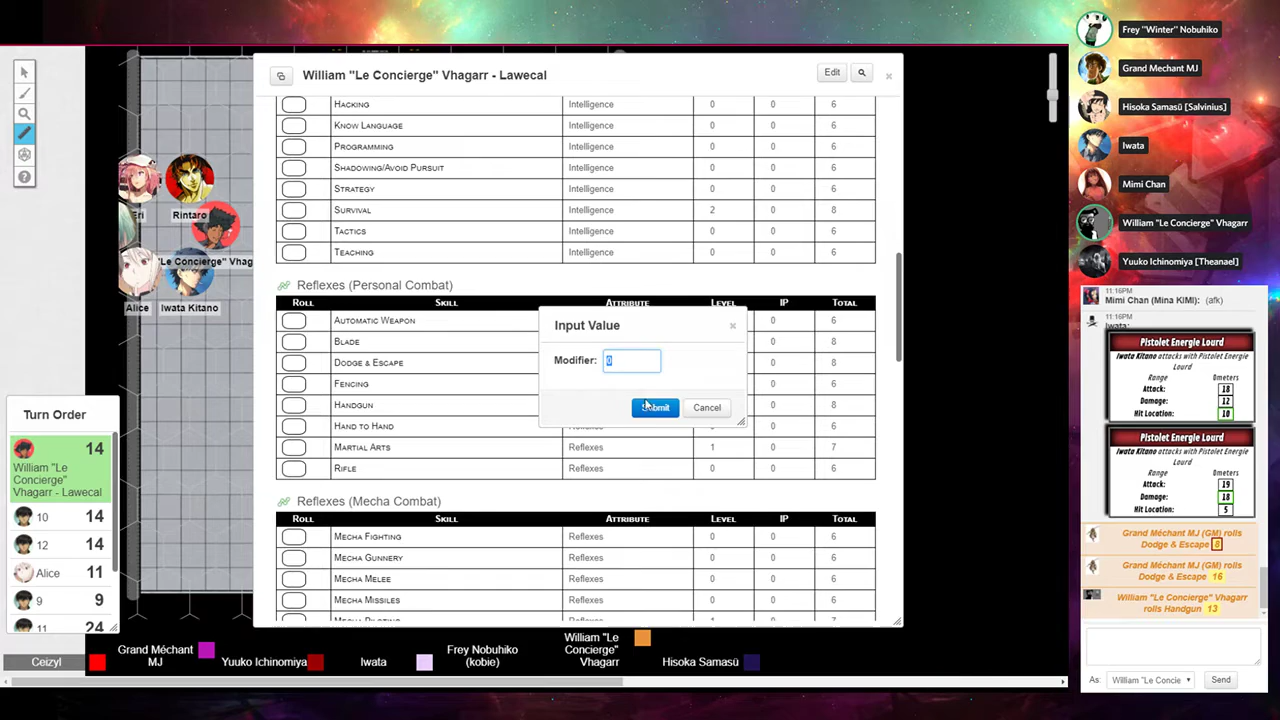 William "Le Concierge" Vhagarr - Lawecal
Edit
Hacking Intelligence 0 0 6
Know Language Intelligence 0 0 6
Programming Intelligence 0 0 6
Shadowing/Avoid Pursuit Intelligence 0 0 6
Strategy Intelligence 0 0 6
Survival Intelligence 2 0 8
Tactics Intelligence 0 0 6
Teaching Intelligence 0 0 6
Reflexes (Personal Combat)
Roll Skill Attribute Level IP Total
Automatic Weapon 6
Blade 8
Dodge & Escape 8
Fencing 6
Handgun 8
Hand to Hand 6
Martial Arts Reflexes 1 0 7
Rifle Reflexes 0 0 6
Reflexes (Mecha Combat)
Roll Skill Attribute Level IP Total
Mecha Fighting Reflexes 0 0 6
Mecha Gunnery Reflexes 0 0 6
Mecha Melee Reflexes 0 0 6
Mecha Missiles Reflexes 0 0 6
Input Value
Modifier: 0
Submit Cancel
Eri Rintaro
"Le Concierge" Vhag
Alice Iwata Kitano
Turn Order
William "Le
Concierge"
Vhagarr - Lawecal
14
10 14
12 14
Alice 11
9 9
11 24
Ceizyl
Grand Méchant
MJ
Yuuko Ichinomiya
Iwata
Frey Nobuhiko
(kobie)
William "Le
Concierge"
Vhagarr
Hisoka Samasū
Frey "Winter" Nobuhiko
Grand Mechant MJ
Hisoka Samasū [Salvinius]
Iwata
Mimi Chan
William "Le Concierge" Vhagarr
Yuuko Ichinomiya [Theanael]
11:16PM
Mimi Chan (Mina KIMI): (afk)
11:16PM
Iwata:
Pistolet Energie Lourd
Iwata Kitano attacks with Pistolet Energie
Lourd
Range 0meters
Attack: 18
Damage: 12
Hit Location: 10
Pistolet Energie Lourd
Iwata Kitano attacks with Pistolet Energie
Lourd
Range 0meters
Attack: 19
Damage: 18
Hit Location: 5
Grand Méchant MJ (GM) rolls
Dodge & Escape 8
Grand Méchant MJ (GM) rolls
Dodge & Escape 16
William "Le Concierge" Vhagarr
rolls Handgun 13
As: William "Le Concie Send